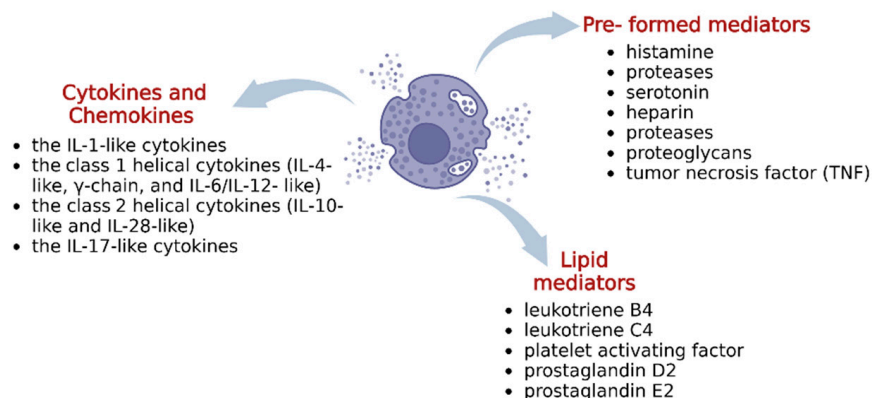 Pre- formed mediators
• histamine
• proteases
• serotonin
• heparin
• proteases
• proteoglycans
• tumor necrosis factor (TNF)
Cytokines and
Chemokines
• the IL-1-like cytokines
• the class 1 helical cytokines (IL-4-
like, γ-chain, and IL-6/IL-12- like)
• the class 2 helical cytokines (IL-10-
like and IL-28-like)
• the IL-17-like cytokines
Lipid
mediators
• leukotriene B4
• leukotriene C4
• platelet activating factor
• prostaglandin D2
• prostaglandin E2